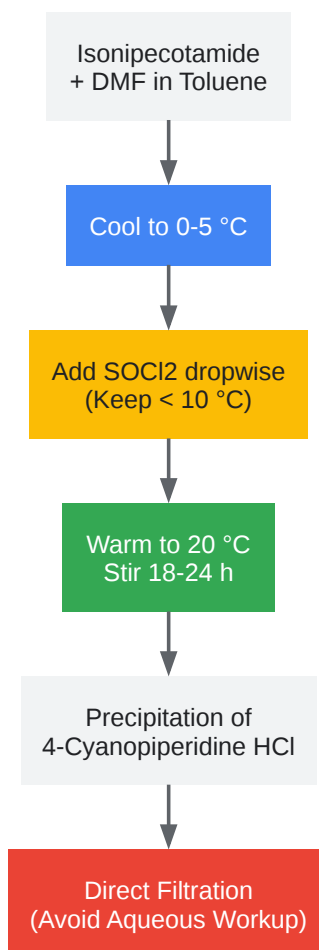 Isonipecotamide
+ DMF in Toluene
Cool to 0-5 °C
Add SOCl2 dropwise
(Keep < 10 °C)
Warm to 20 °C
Stir 18-24 h
Precipitation of
4-Cyanopiperidine HCl
Direct Filtration
(Avoid Aqueous Workup)